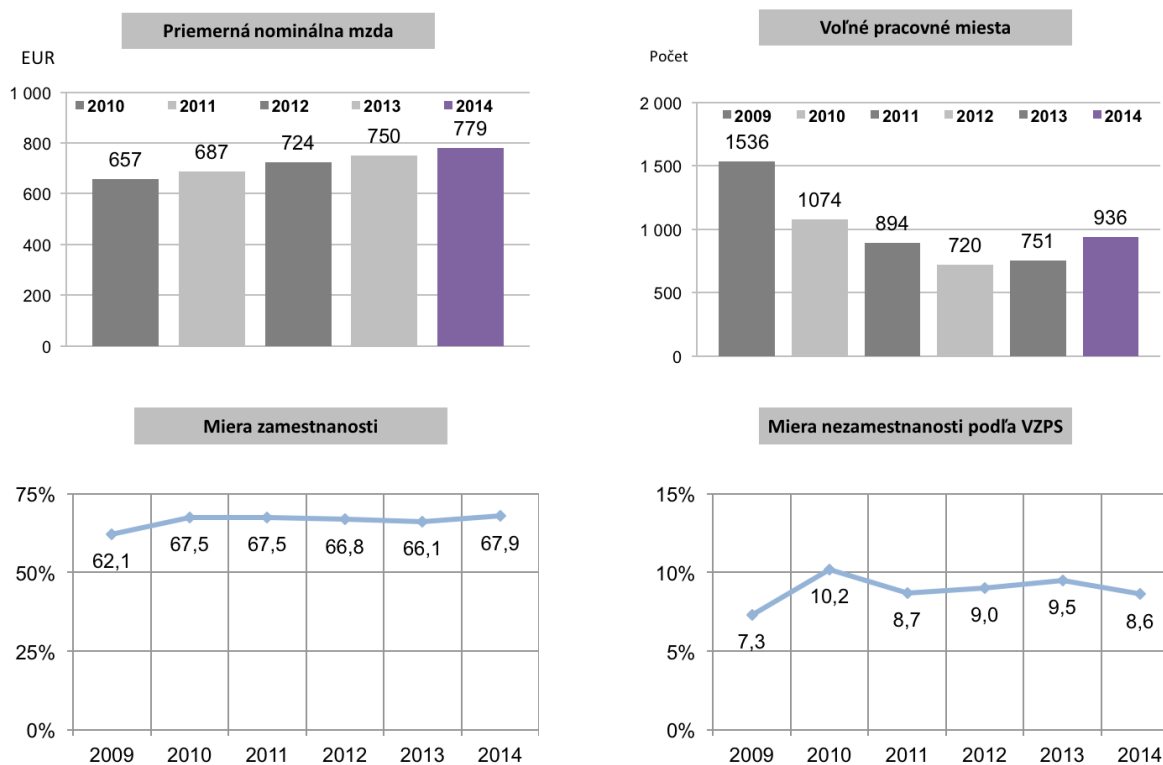 Priemerná nominálna mzda
EUR
1 000
800
600
400
200
0
2010 2011 2012 2013 2014
657 687 724 750 779
Voľné pracovné miesta
Počet
2 000
1 500
1 000
500
0
2009 2010 2011 2012 2013 2014
1536 1074 894 720 751 936
Miera zamestnanosti
75%
50%
25%
0%
62,1 67,5 67,5 66,8 66,1 67,9
2009 2010 2011 2012 2013 2014
Miera nezamestnanosti podľa VZPS
15%
10%
5%
0%
7,3 10,2 8,7 9,0 9,5 8,6
2009 2010 2011 2012 2013 2014